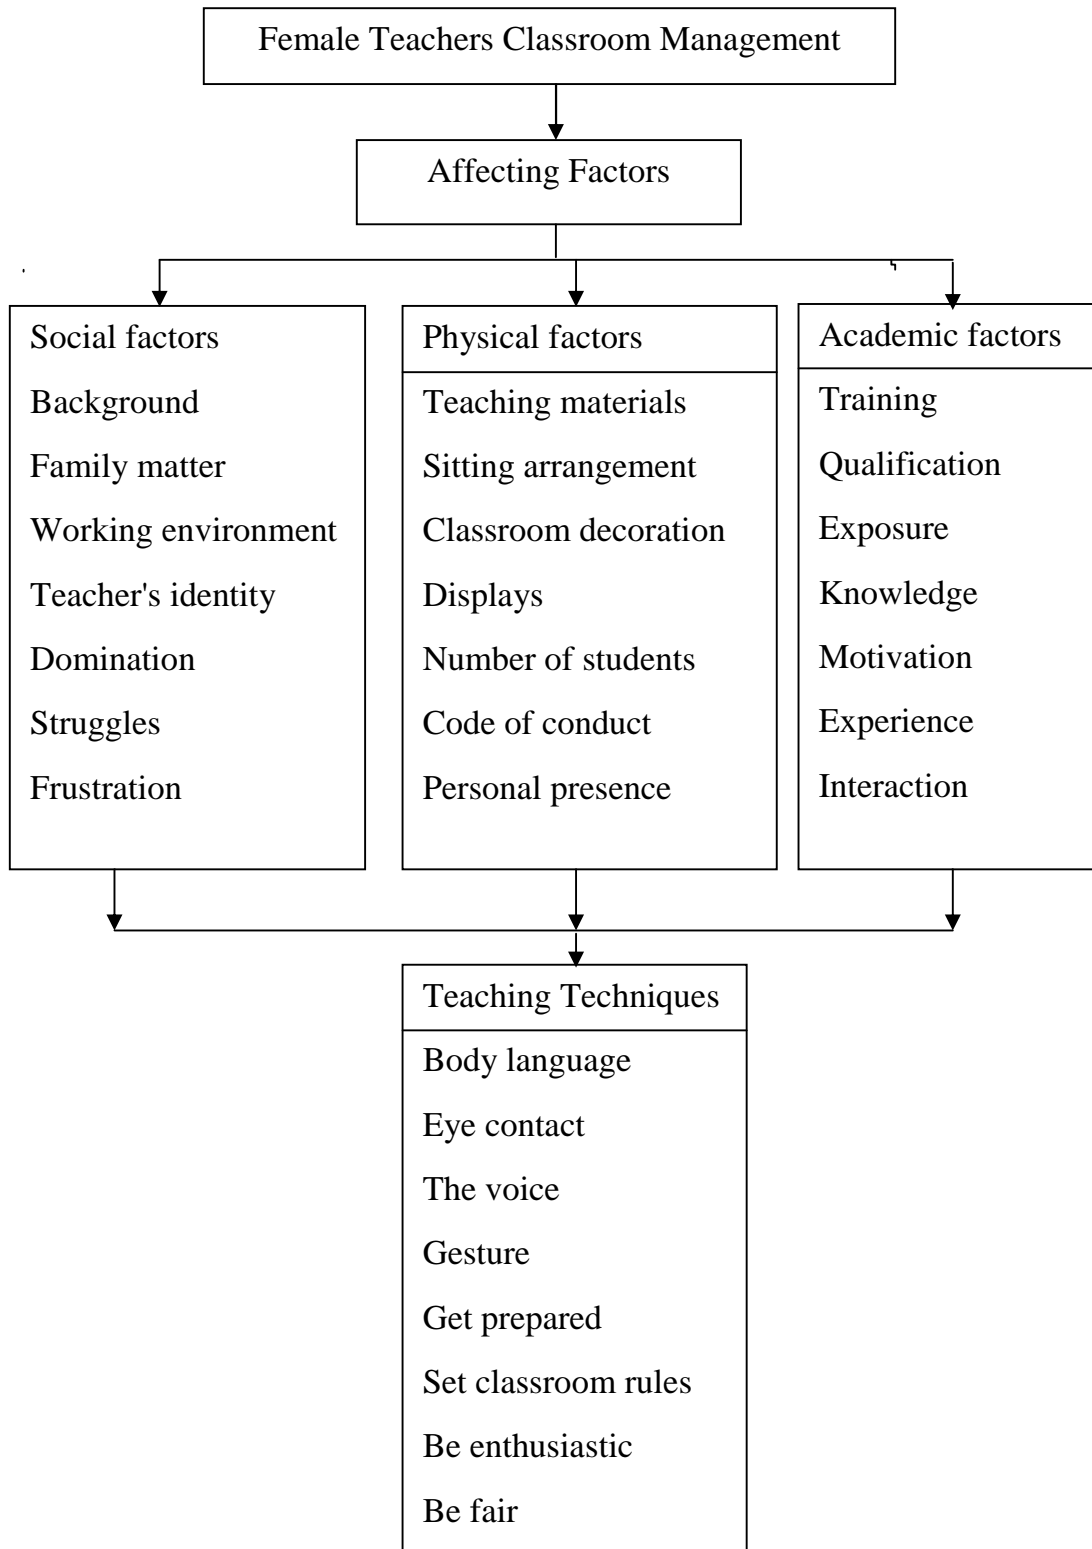 Female Teachers Classroom Management
Affecting Factors
Social factors
Background
Family matter
Working environment
Teacher's identity
Domination
Struggles
Frustration
Physical factors
Teaching materials
Sitting arrangement
Classroom decoration
Displays
Number of students
Code of conduct
Personal presence
Academic factors
Training
Qualification
Exposure
Knowledge
Motivation
Experience
Interaction
Teaching Techniques
Body language
Eye contact
The voice
Gesture
Get prepared
Set classroom rules
Be enthusiastic
Be fair